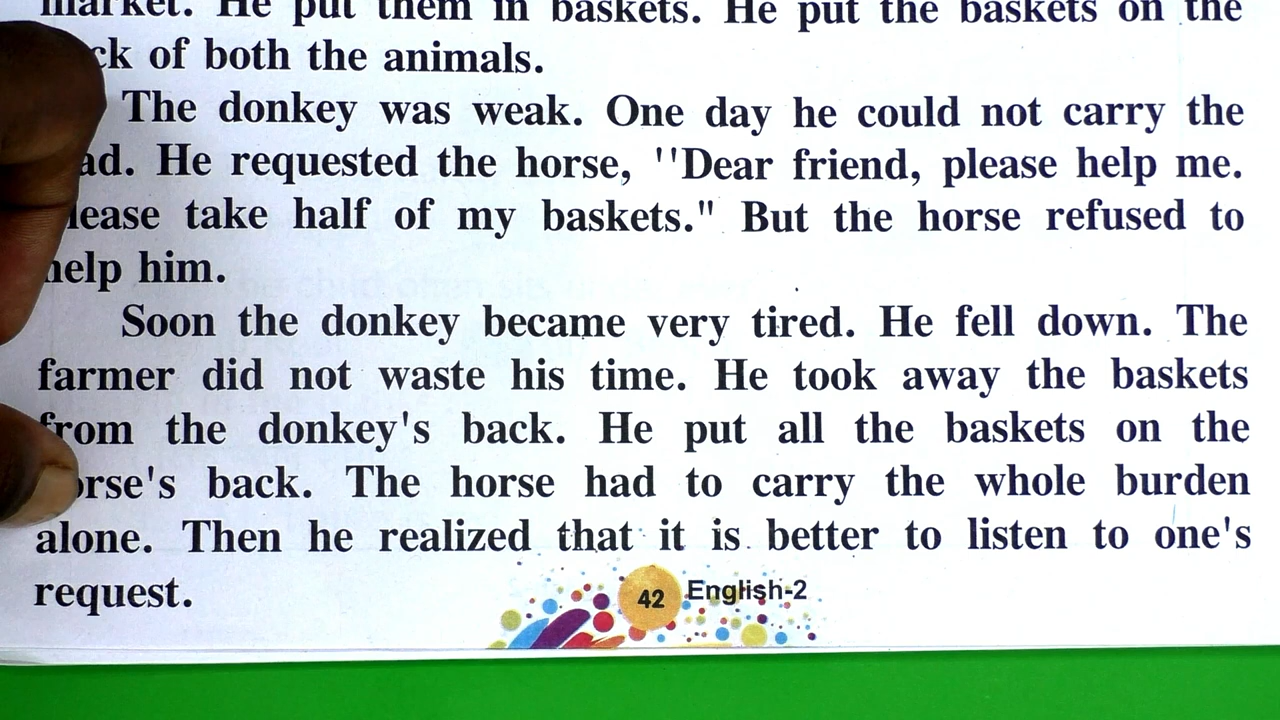 market. He put them in baskets. He put the baskets on the
ck of both the animals.
The donkey was weak. One day he could not carry the
ad. He requested the horse, ''Dear friend, please help me.
lease take half of my baskets." But the horse refused to
help him.
Soon the donkey became very tired. He fell down. The
farmer did not waste his time. He took away the baskets
from the donkey's back. He put all the baskets on the
orse's back. The horse had to carry the whole burden
alone. Then he realized that it is better to listen to one's
request.
42 English-2